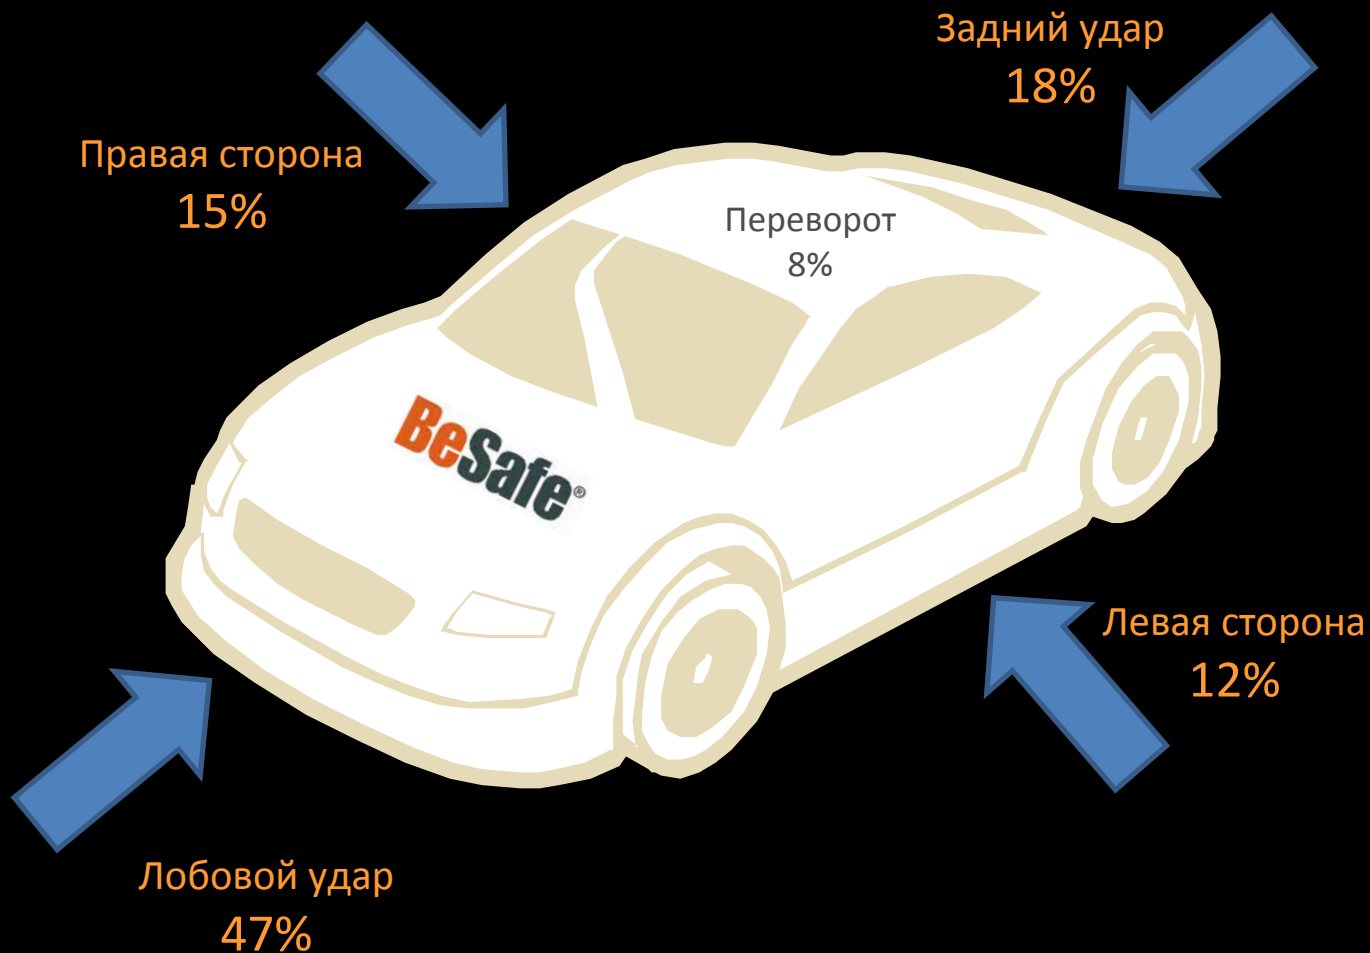 Задний удар
18%
Правая сторона
15%
Переворот
8%
BeSafe®
Левая сторона
12%
Лобовой удар
47%